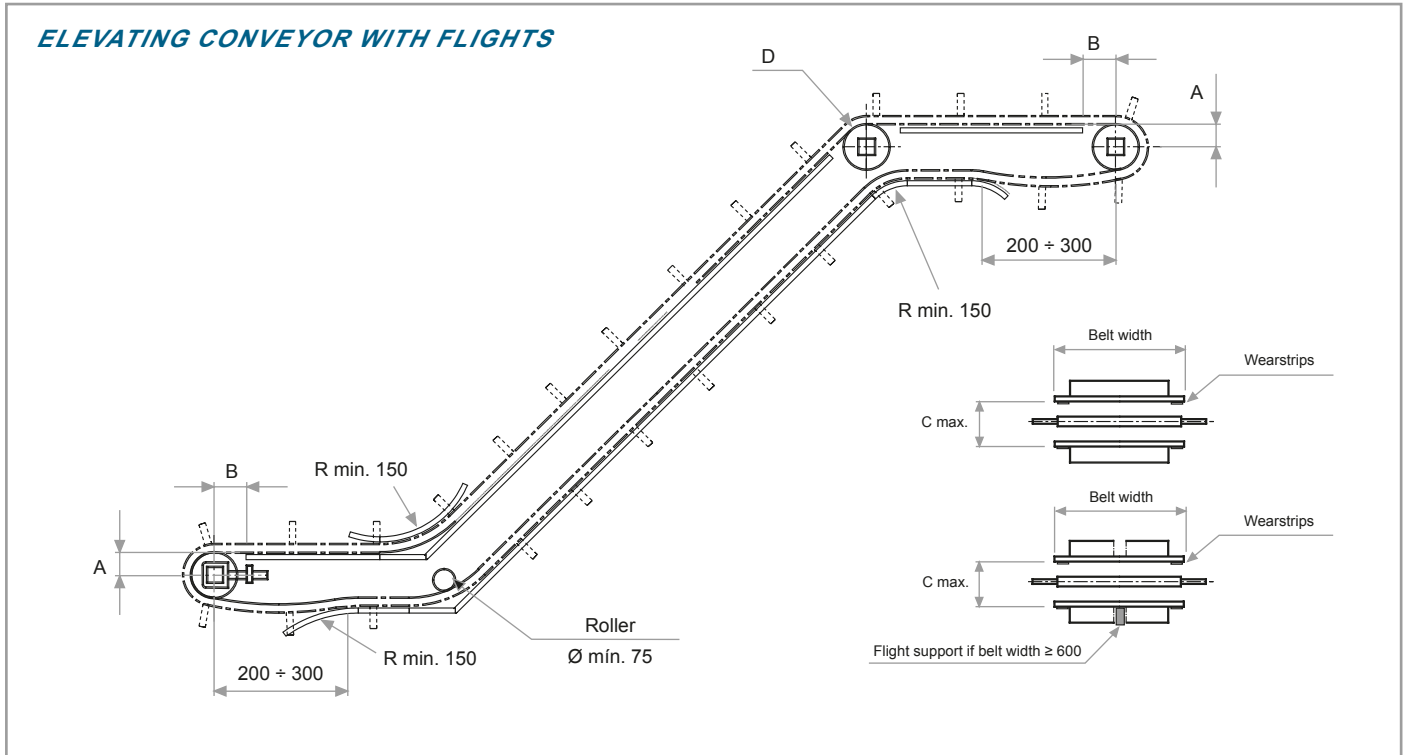 ELEVATING CONVEYOR WITH FLIGHTS
D
B
A
200 ÷ 300
R min. 150
Belt width
Wearstrips
C max.
B
R min. 150
A
Belt width
Wearstrips
C max.
Roller
Ø mín. 75
R min. 150
200 ÷ 300
Flight support if belt width ≥ 600